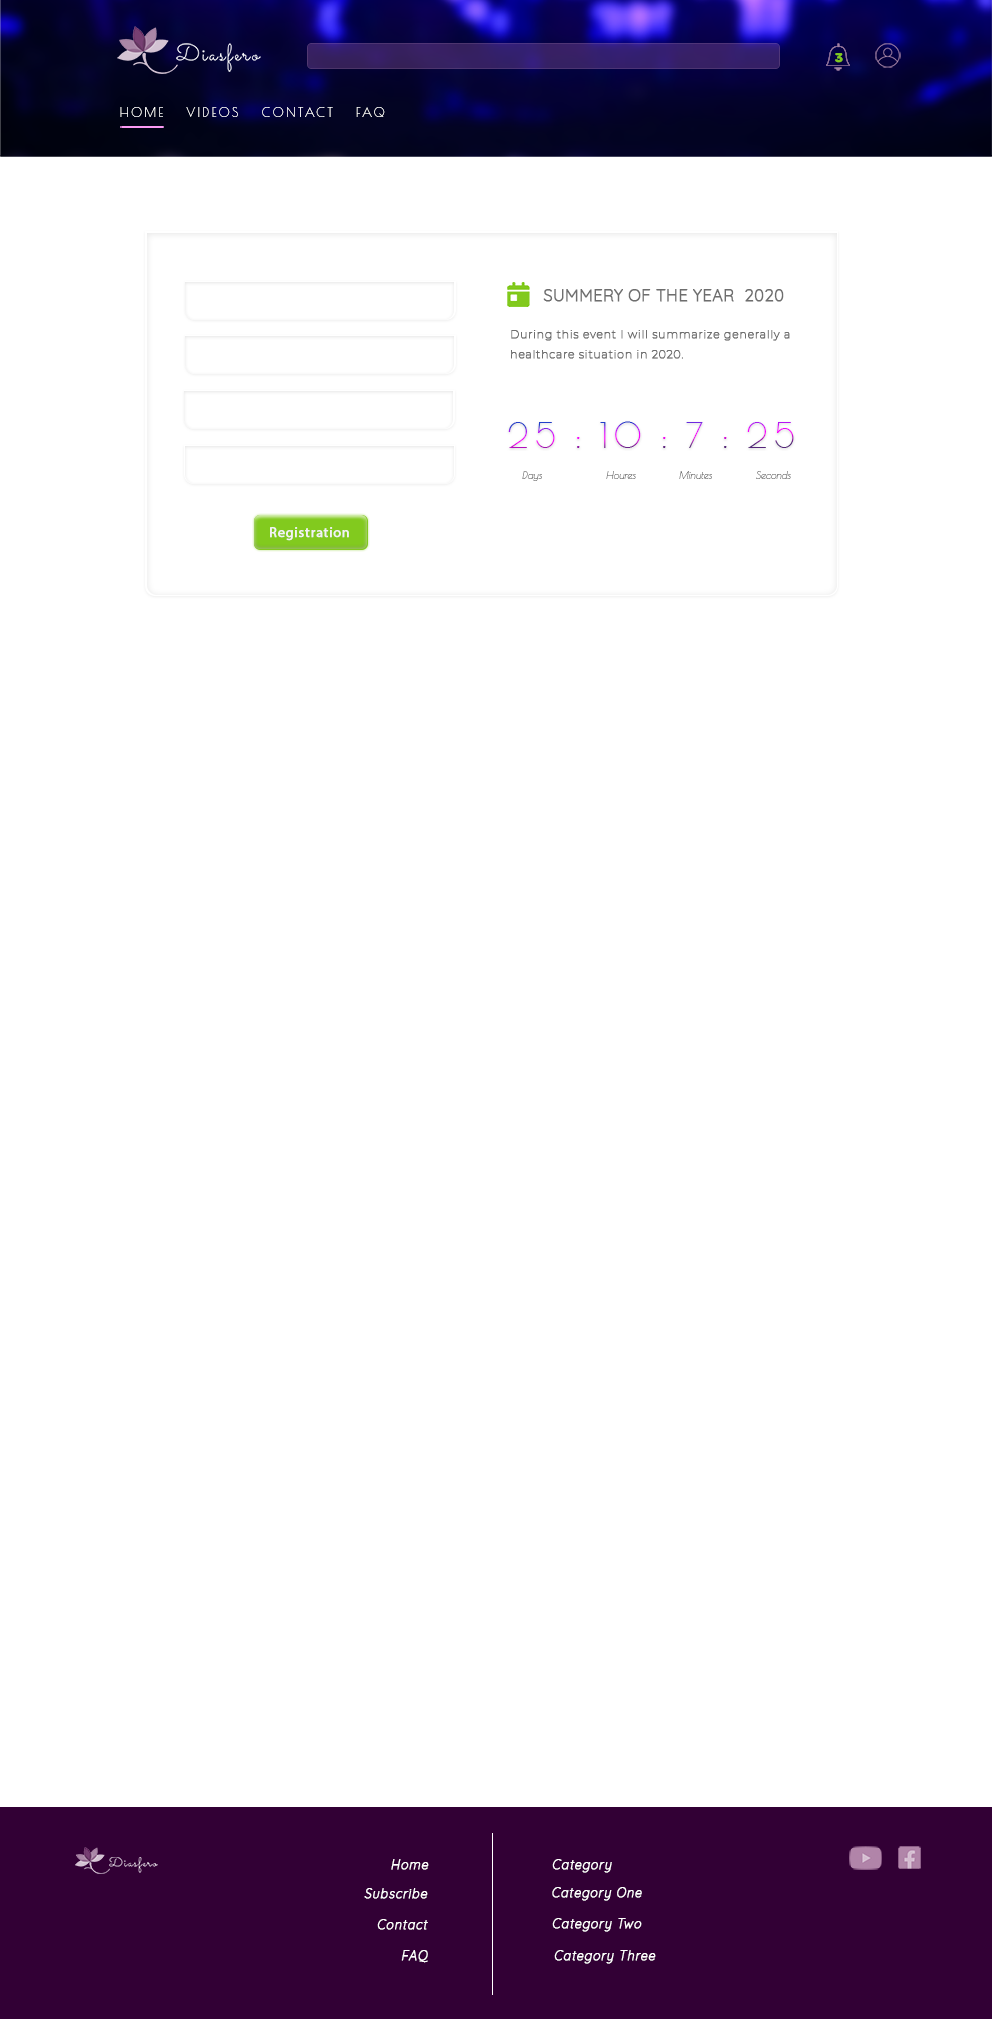 Diasfero
3
HOME VIDEOS CONTACT FAQ
SUMMERY OF THE YEAR 2020
During this event I will summarize generally a
healthcare situation in 2020.
25 : 10 : 7 : 25
Days Houres Minutes Seconds
Registration
Diasfero
Home
Subscribe
Contact
FAQ
Category
Category One
Category Two
Category Three